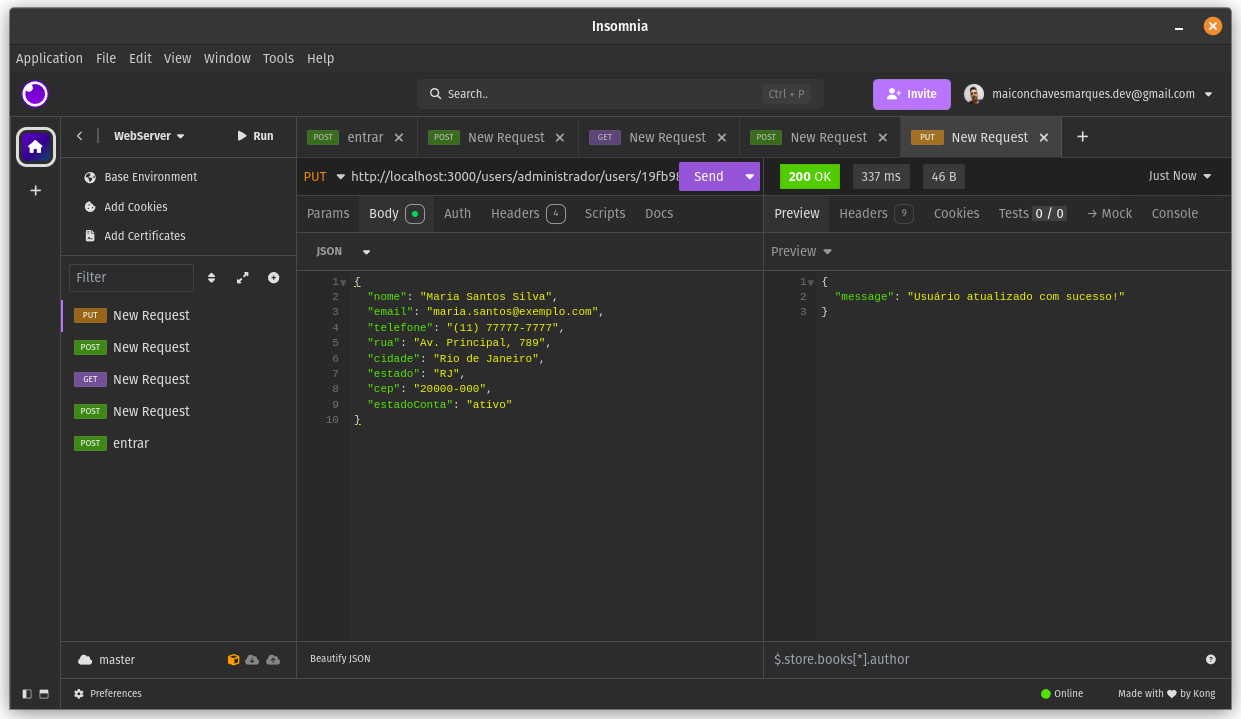 Insomnia
Application File Edit View Window Tools Help
Search.. Ctrl + P
Invite
maiconchavesmarques.dev@gmail.com
WebServer
Run
POST entrar
POST New Request
GET New Request
POST New Request
PUT New Request
Base Environment
Add Cookies
Add Certificates
Filter
PUT New Request
POST New Request
GET New Request
POST New Request
POST entrar
master
PUT http://localhost:3000/users/administrador/users/19fb98 Send
Params Body Auth Headers 4 Scripts Docs
JSON
1 {
2 "nome": "Maria Santos Silva",
3 "email": "maria.santos@exemplo.com",
4 "telefone": "(11) 77777-7777",
5 "rua": "Av. Principal, 789",
6 "cidade": "Rio de Janeiro",
7 "estado": "RJ",
8 "cep": "20000-000",
9 "estadoConta": "ativo"
10 }
Beautify JSON
200 OK 337 ms 46 B Just Now
Preview Headers 9 Cookies Tests 0 / 0 Mock Console
Preview
1 {
2 "message": "Usuário atualizado com sucesso!"
3 }
$.store.books[*].author
Preferences
Online
Made with ♥ by Kong